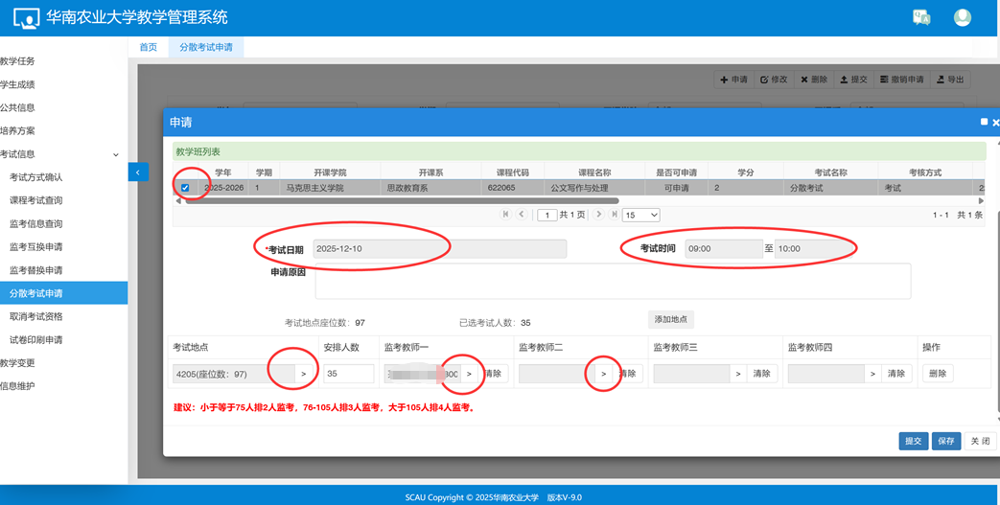 华南农业大学教学管理系统
首页 分散考试申请
教学任务
学生成绩
公共信息
培养方案
考试信息
考试方式确认
课程考试查询
监考信息查询
监考互换申请
监考替换申请
分散考试申请
取消考试资格
试卷印刷申请
教学变更
信息维护
申请 修改 删除 提交 撤销申请 导出
申请
教学班列表
学年 学期 开课学院 开课系 课程代码 课程名称 是否可申请 学分 考试名称 考核方式
2025-2026 1 马克思主义学院 思政教育系 622065 公文写作与处理 可申请 2 分散考试 考试
1 共 1 页 15 1 - 1 共 1 条
*考试日期 2025-12-10 考试时间 09:00 至 10:00
申请原因
考试地点座位数: 97 已选考试人数: 35 添加地点
考试地点 安排人数 监考教师一 监考教师二 监考教师三 监考教师四 操作
4205(座位数: 97) > 35 > 清除 > 清除 > 清除 > 清除 删除
建议: 小于等于75人排2人监考, 76-105人排3人监考, 大于105人排4人监考。
提交 保存 关 闭
SCAU Copyright © 2025华南农业大学 版本V-9.0